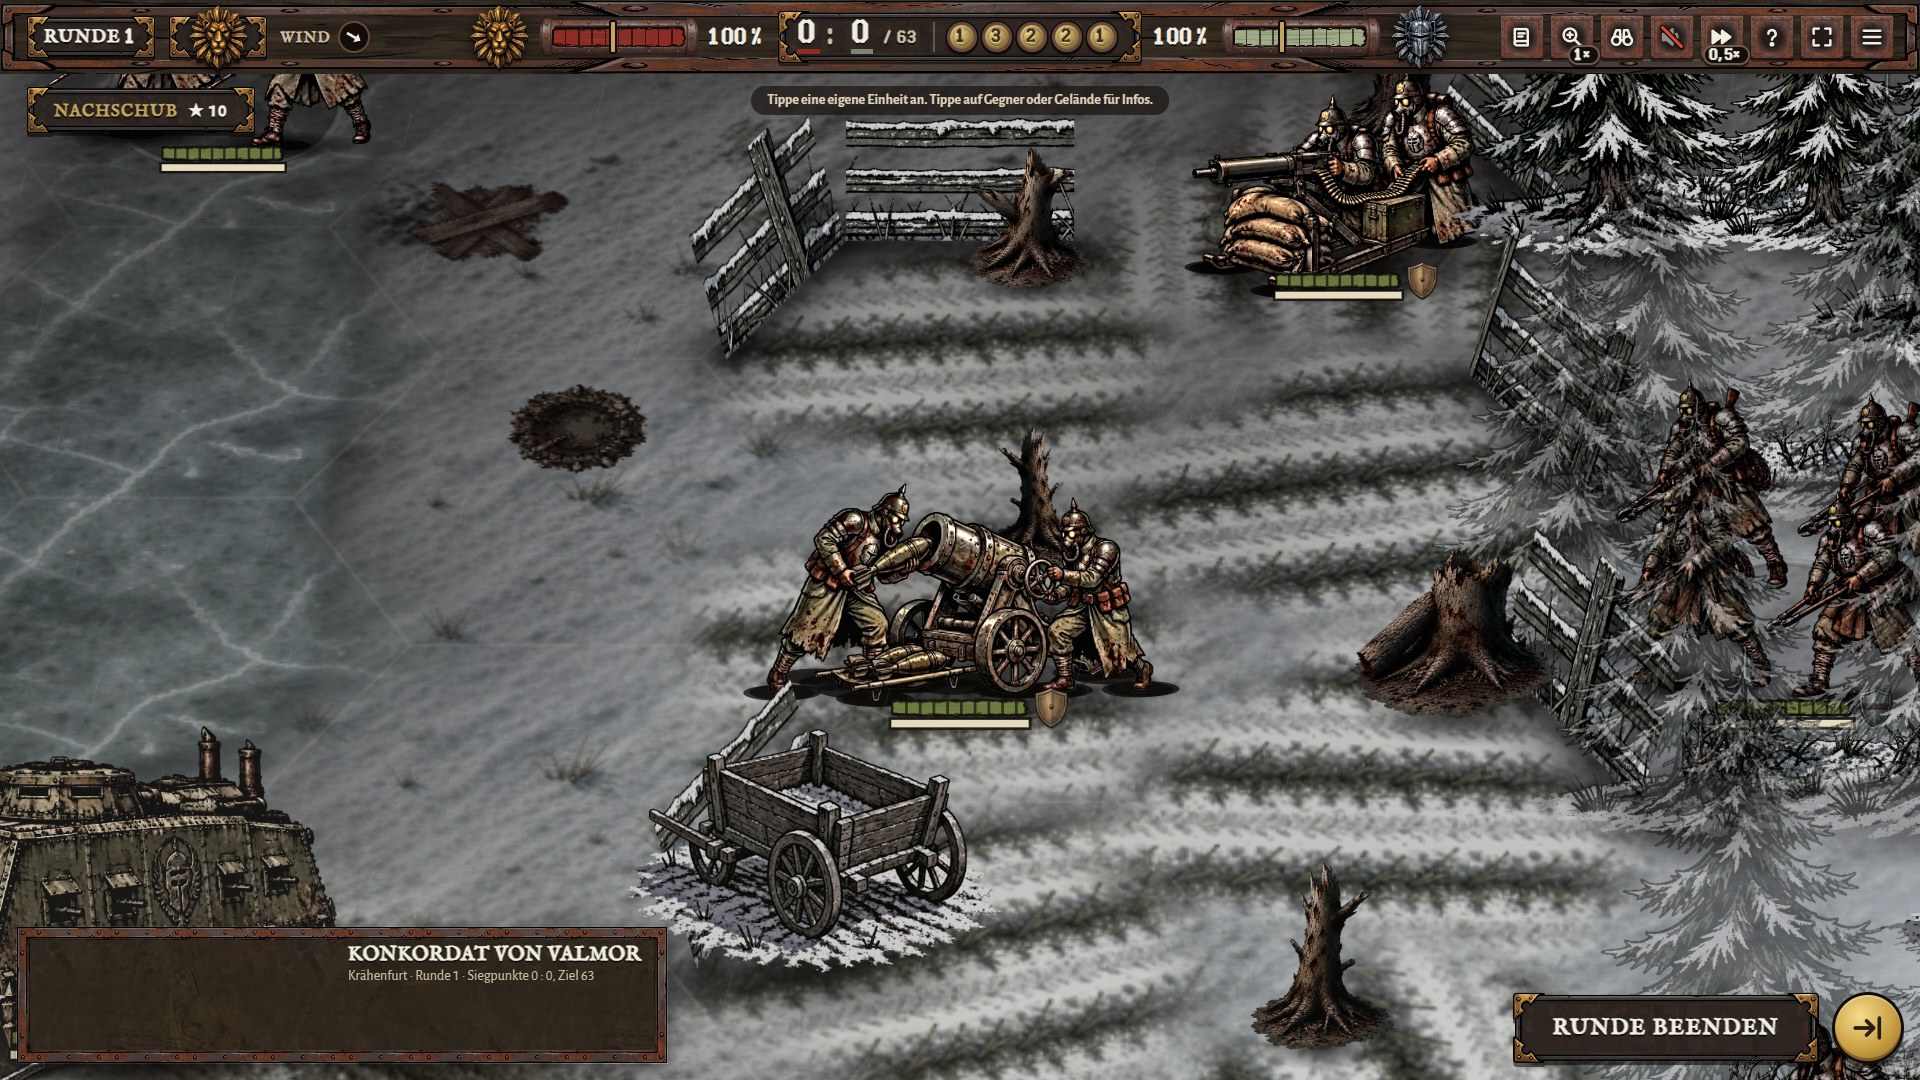 RUNDE 1
WIND
100%
0 : 0 / 63
1 3 2 2 1
100%
1×
0,5×
?
NACHSCHUB ★ 10
Tippe eine eigene Einheit an. Tippe auf Gegner oder Gelände für Infos.
KONKORDAT VON VALMOR
Krähenfurt · Runde 1 · Siegpunkte 0 : 0, Ziel 63
RUNDE BEENDEN